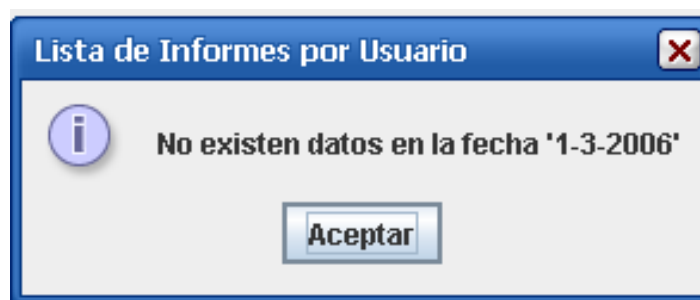 Lista de Informes por Usuario
No existen datos en la fecha '1-3-2006'
Aceptar